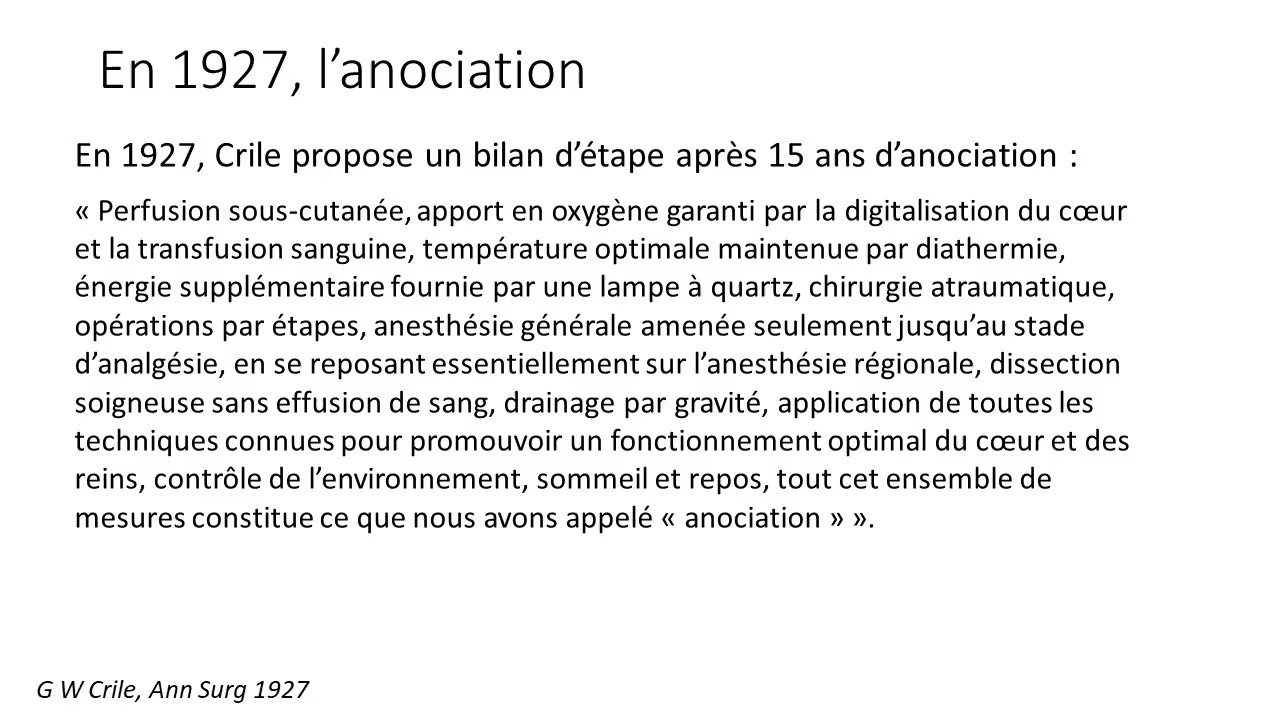 En 1927, l’anociation
En 1927, Crile propose un bilan d’étape après 15 ans d’anociation :
« Perfusion sous-cutanée, apport en oxygène garanti par la digitalisation du cœur
et la transfusion sanguine, température optimale maintenue par diathermie,
énergie supplémentaire fournie par une lampe à quartz, chirurgie atraumatique,
opérations par étapes, anesthésie générale amenée seulement jusqu’au stade
d’analgésie, en se reposant essentiellement sur l’anesthésie régionale, dissection
soigneuse sans effusion de sang, drainage par gravité, application de toutes les
techniques connues pour promouvoir un fonctionnement optimal du cœur et des
reins, contrôle de l’environnement, sommeil et repos, tout cet ensemble de
mesures constitue ce que nous avons appelé « anociation » ».
G W Crile, Ann Surg 1927